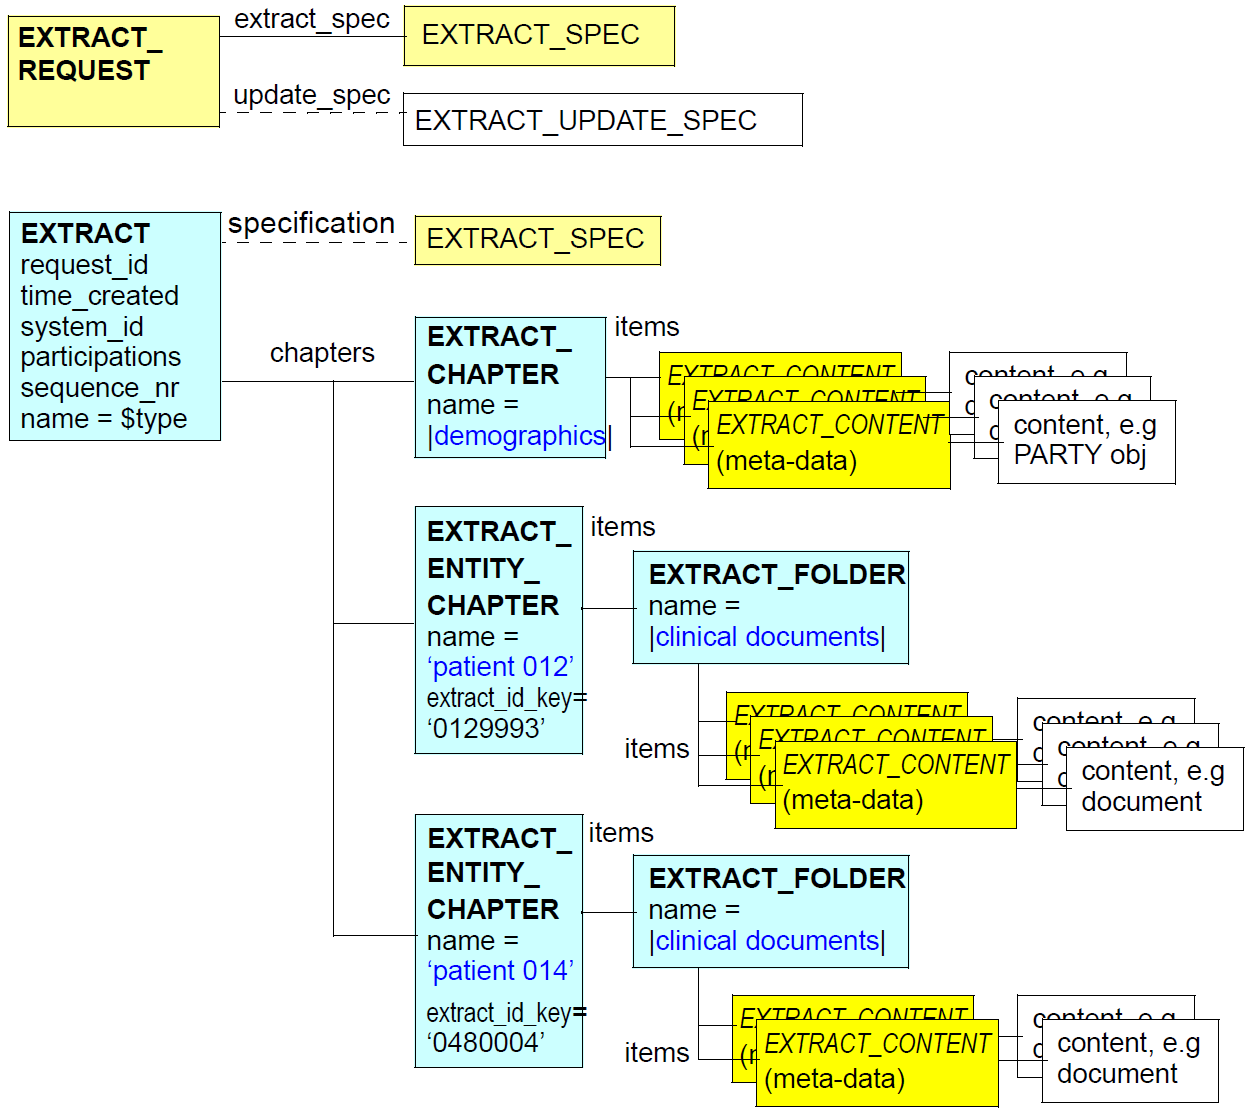 extract_spec
EXTRACT_
REQUEST
EXTRACT_SPEC
update_spec
EXTRACT_UPDATE_SPEC
EXTRACT
request_id
time_created
system_id
participations
sequence_nr
name = $type
specification
EXTRACT_SPEC
chapters
EXTRACT_
CHAPTER
name =
|demographics|
items
EXTRACT_CONTENT
EXTRACT_CONTENT
EXTRACT_CONTENT
(meta-data)
content, e.g
content, e.g
content, e.g
PARTY obj
EXTRACT_
ENTITY_
CHAPTER
name =
‘patient 012’
extract_id_key=
‘0129993’
items
EXTRACT_FOLDER
name =
|clinical documents|
items
EXTRACT_CONTENT
EXTRACT_CONTENT
EXTRACT_CONTENT
(meta-data)
content, e.g
content, e.g
content, e.g
document
EXTRACT_
ENTITY_
CHAPTER
name =
‘patient 014’
extract_id_key=
‘0480004’
items
EXTRACT_FOLDER
name =
|clinical documents|
items
EXTRACT_CONTENT
EXTRACT_CONTENT
(meta-data)
content, e.g
content, e.g
document